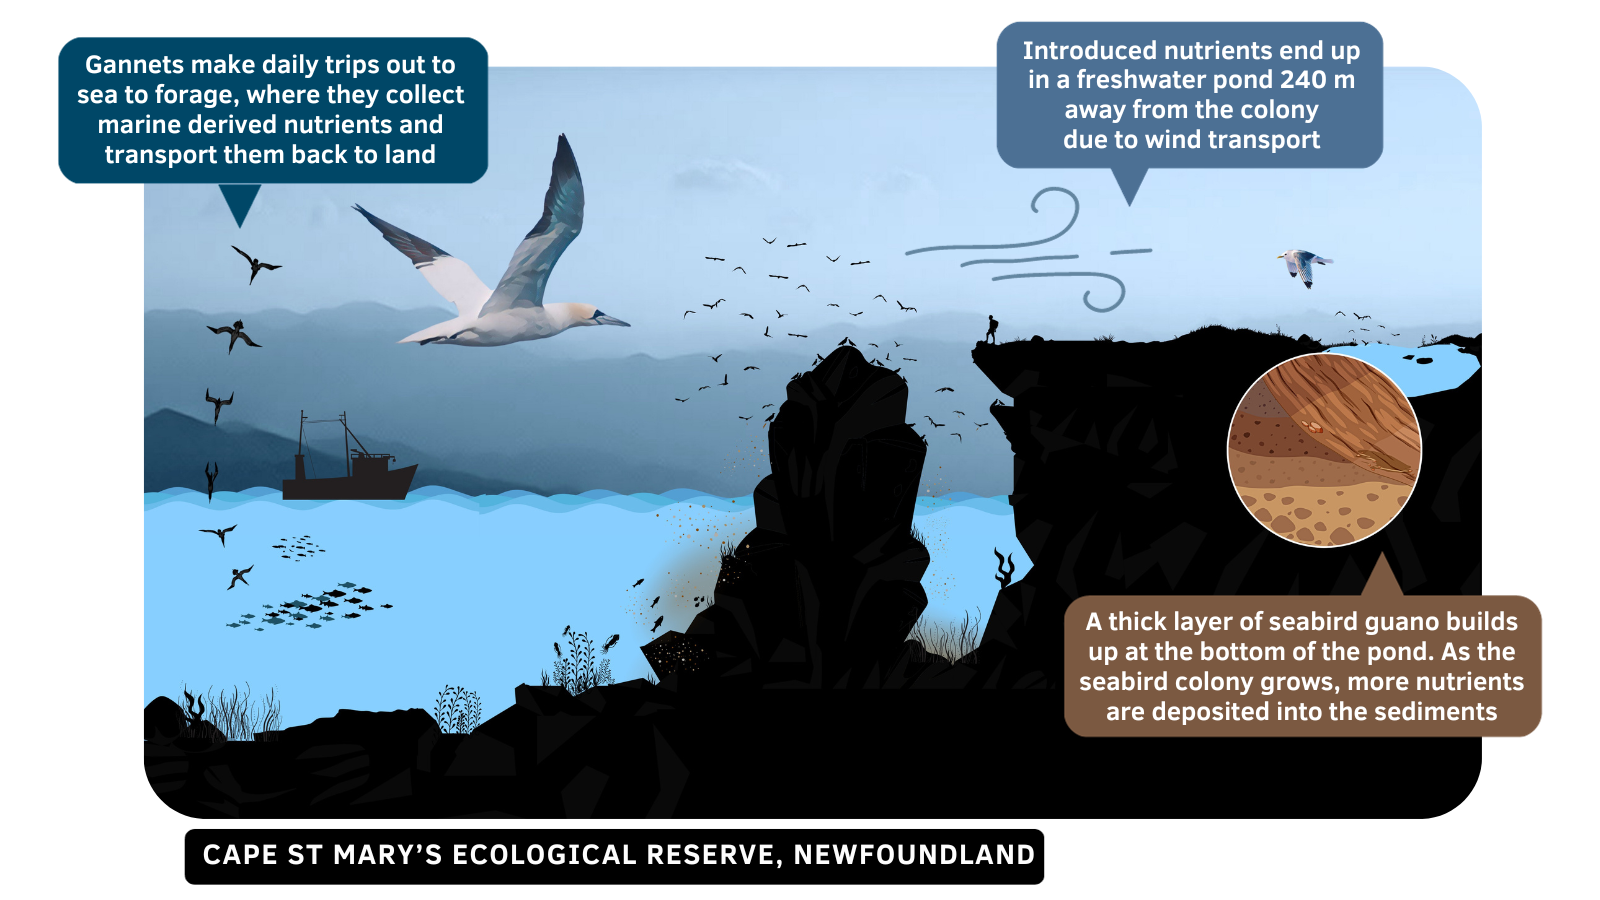 Gannets make daily trips out to
sea to forage, where they collect
marine derived nutrients and
transport them back to land
Introduced nutrients end up
in a freshwater pond 240 m
away from the colony
due to wind transport
A thick layer of seabird guano builds
up at the bottom of the pond. As the
seabird colony grows, more nutrients
are deposited into the sediments
CAPE ST MARY’S ECOLOGICAL RESERVE, NEWFOUNDLAND